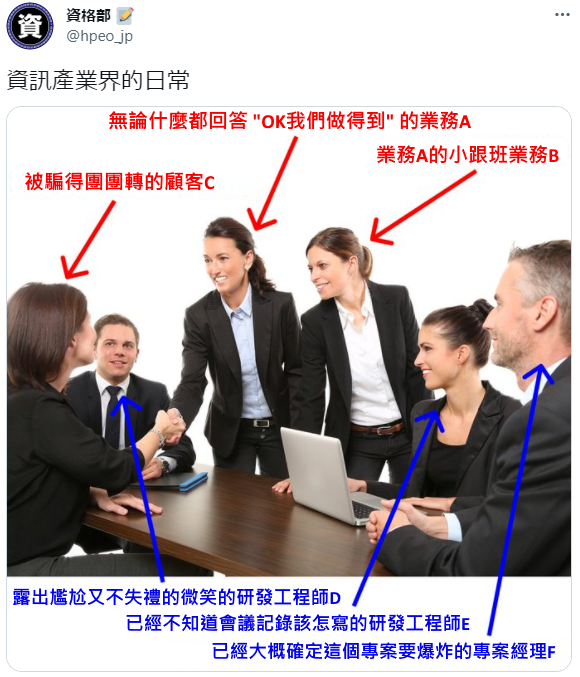 資
資格部 📝
@hpeo_jp
資訊產業界的日常
無論什麼都回答 "OK我們做得到" 的業務A
業務A的小跟班業務B
被騙得團團轉的顧客C
露出尷尬又不失禮的微笑的研發工程師D
已經不知道會議記錄該怎寫的研發工程師E
已經大概確定這個專案要爆炸的專案經理F